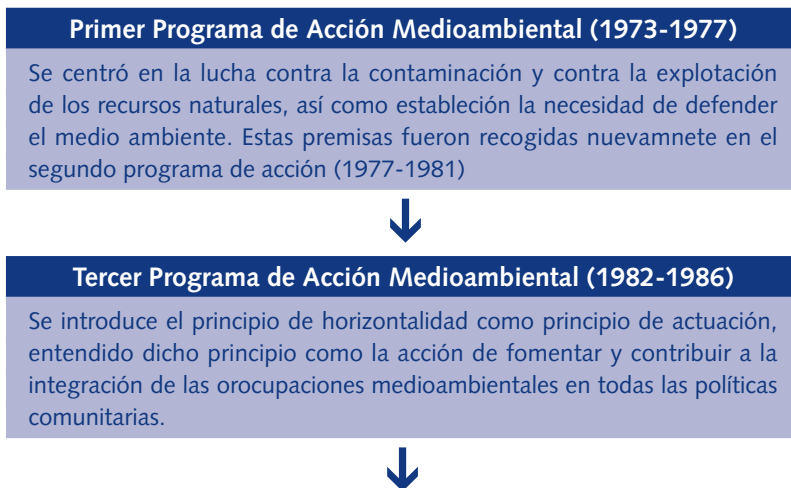 Primer Programa de Acción Medioambiental (1973-1977)
Se centró en la lucha contra la contaminación y contra la explotación
de los recursos naturales, así como estableción la necesidad de defender
el medio ambiente. Estas premisas fueron recogidas nuevamnete en el
segundo programa de acción (1977-1981)
Tercer Programa de Acción Medioambiental (1982-1986)
Se introduce el principio de horizontalidad como principio de actuación,
entendido dicho principio como la acción de fomentar y contribuir a la
integración de las orocupaciones medioambientales en todas las políticas
comunitarias.